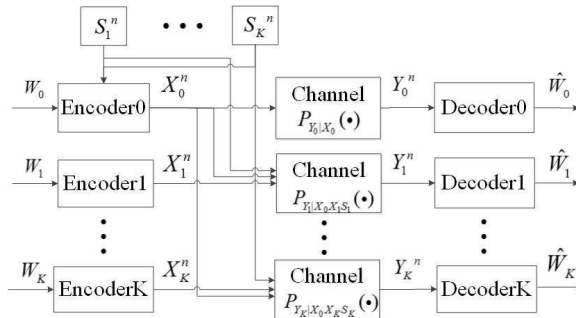 S_1^n • • • S_K^n
W_0 Encoder0 X_0^n Channel P_{Y_0|X_0}(•) Y_0^n Decoder0 Ŵ_0
W_1 Encoder1 X_1^n Channel P_{Y_1|X_0X_1S_1}(•) Y_1^n Decoder1 Ŵ_1
W_K EncoderK X_K^n Channel P_{Y_K|X_0X_KS_K}(•) Y_K^n DecoderK Ŵ_K